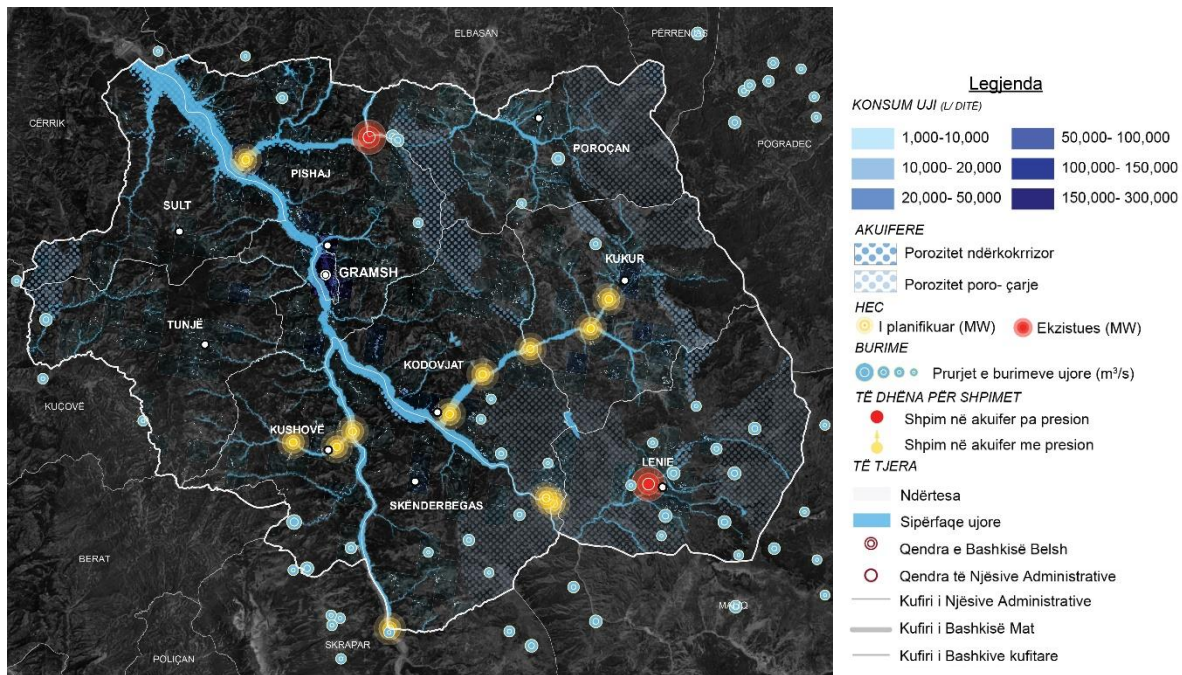 ELBASAN
PËRRENJAS
CËRRIK
POGRADEC
POROÇAN
PISHAJ
SULT
GRAMSH
KUKUR
TUNJË
KODOVJAT
KUÇOVË
KUSHOVË
LENIE
SKËNDERBEGAS
BERAT
MALIQ
SKRAPAR
POLIÇAN
Legjenda
KONSUM UJI (L/ DITË)
1,000-10,000
50,000- 100,000
10,000- 20,000
100,000- 150,000
20,000- 50,000
150,000- 300,000
AKUIFERE
Porozitet ndërkokrrizor
Porozitet poro- çarje
HEC
I planifikuar (MW)
Ekzistues (MW)
BURIME
Prurjet e burimeve ujore (m³/s)
TË DHËNA PËR SHPIMET
Shpim në akuifer pa presion
Shpim në akuifer me presion
TË TJERA
Ndërtesa
Sipërfaqe ujore
Qendra e Bashkisë Belsh
Qendra të Njësive Administrative
Kufiri i Njësive Administrative
Kufiri i Bashkisë Mat
Kufiri i Bashkive kufitare